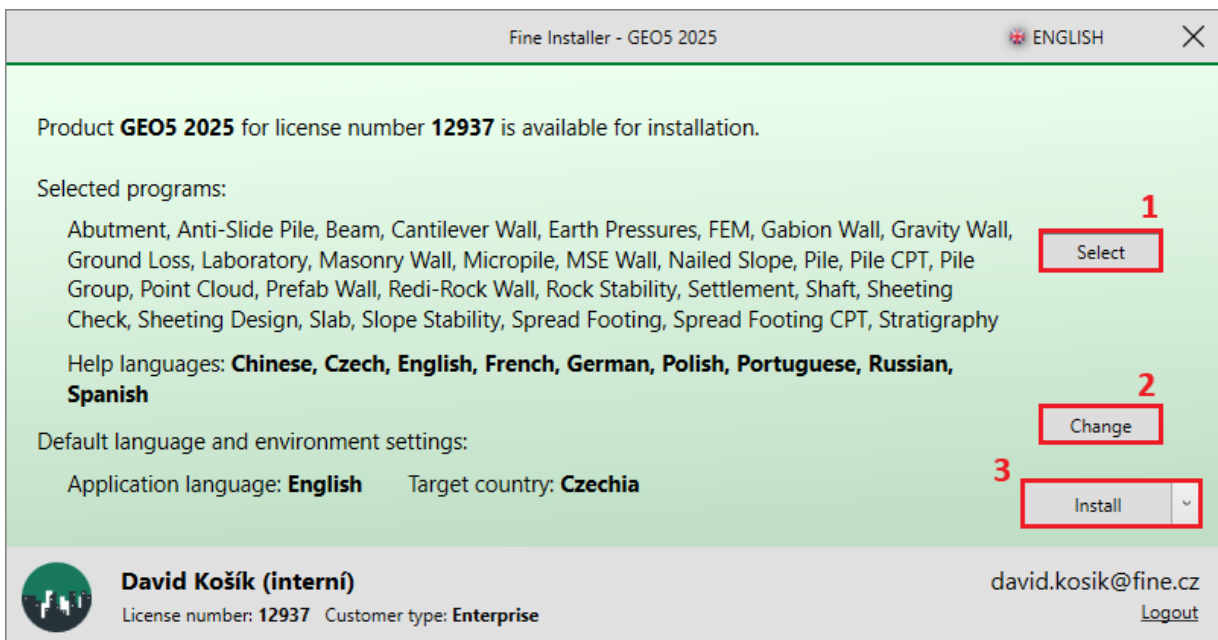 Fine Installer - GEO5 2025
ENGLISH
Product GEO5 2025 for license number 12937 is available for installation.
Selected programs:
1
Abutment, Anti-Slide Pile, Beam, Cantilever Wall, Earth Pressures, FEM, Gabion Wall, Gravity Wall,
Ground Loss, Laboratory, Masonry Wall, Micropile, MSE Wall, Nailed Slope, Pile, Pile CPT, Pile
Group, Point Cloud, Prefab Wall, Redi-Rock Wall, Rock Stability, Settlement, Shaft, Sheeting
Check, Sheeting Design, Slab, Slope Stability, Spread Footing, Spread Footing CPT, Stratigraphy
Select
Help languages: Chinese, Czech, English, French, German, Polish, Portuguese, Russian,
Spanish
2
Change
Default language and environment settings:
Application language: English Target country: Czechia
3
Install
fine
David Košík (interní)
License number: 12937 Customer type: Enterprise
david.kosik@fine.cz
Logout